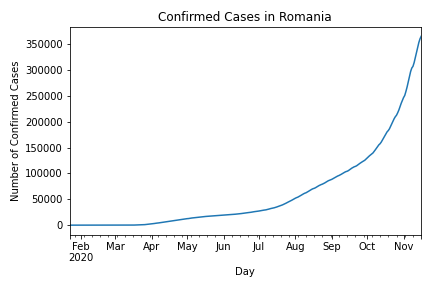 Confirmed Cases in Romania
Number of Confirmed Cases
350000
300000
250000
200000
150000
100000
50000
0
Feb Mar Apr May Jun Jul Aug Sep Oct Nov
2020
Day